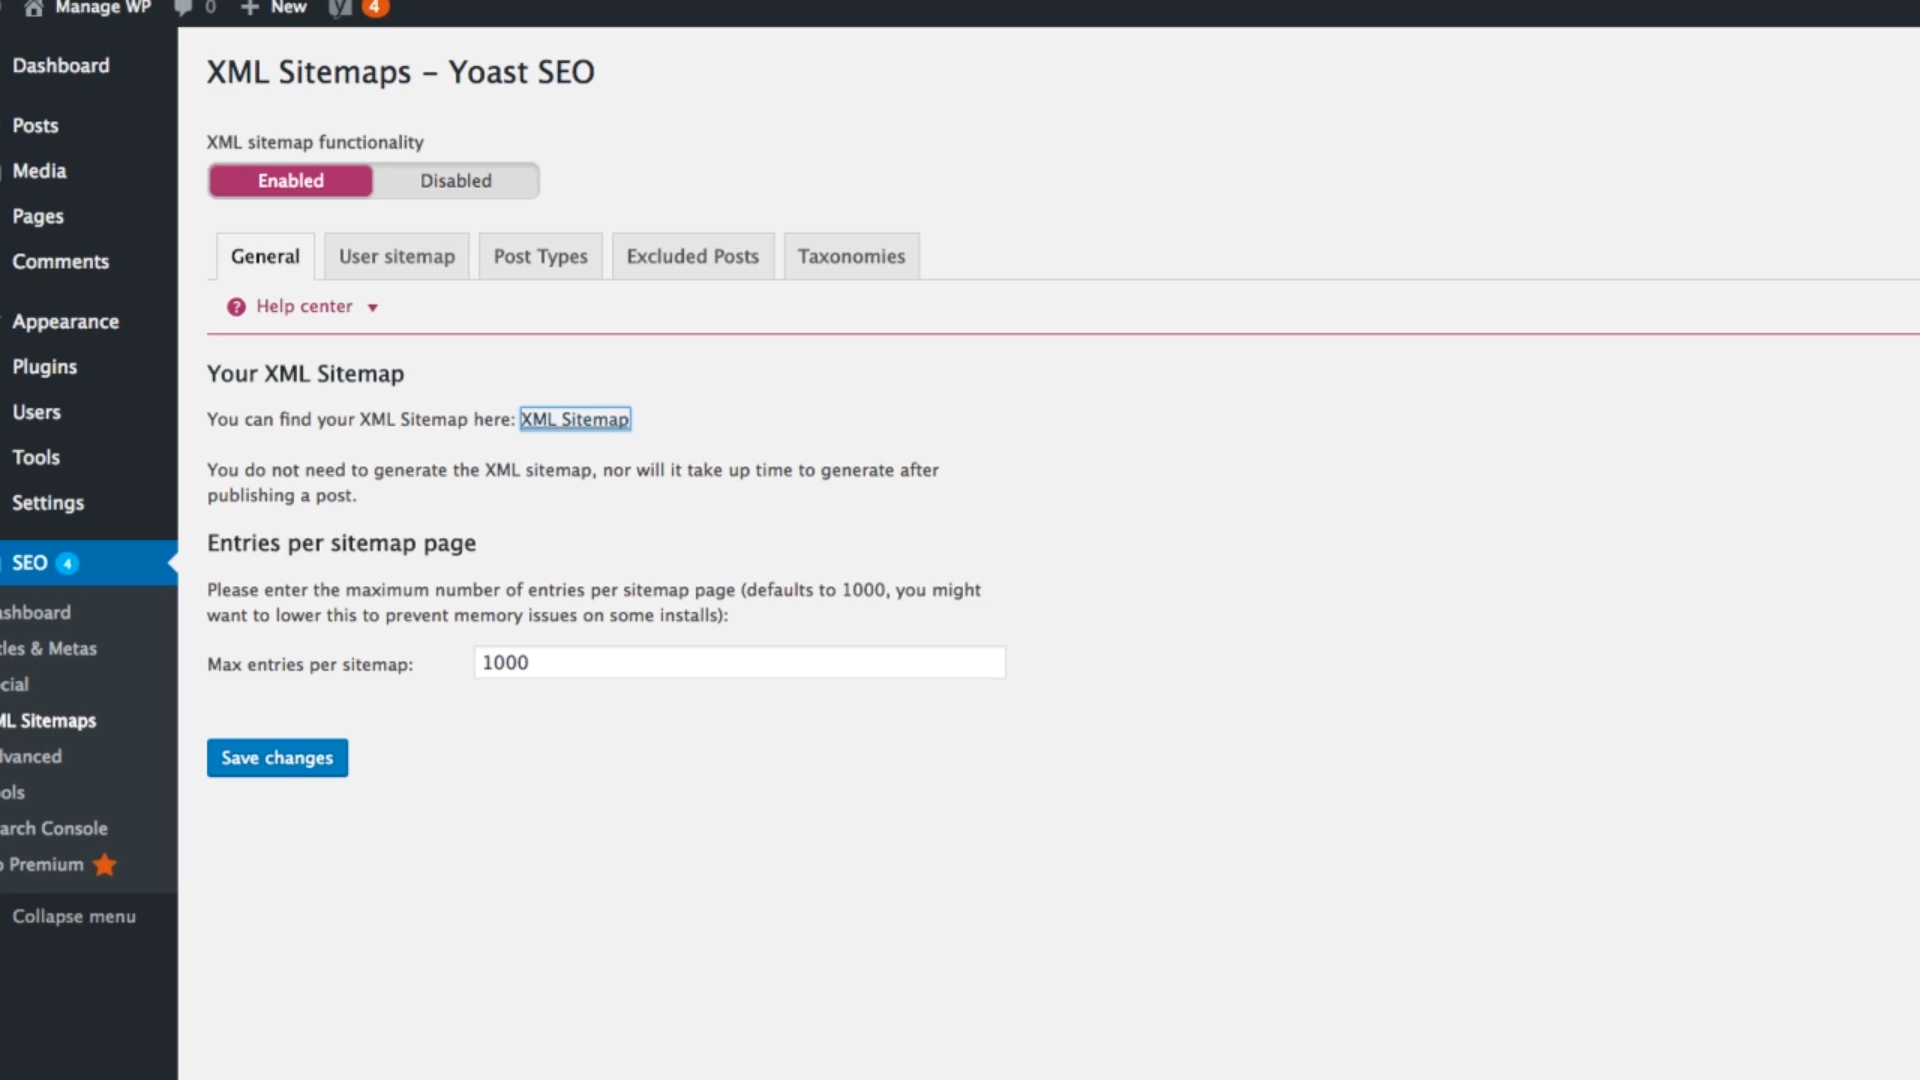 Manage WP 0 + New 4
Dashboard
Posts
Media
Pages
Comments
Appearance
Plugins
Users
Tools
Settings
SEO 4
ashboard
les & Metas
cial
ML Sitemaps
dvanced
ols
arch Console
o Premium
Collapse menu
XML Sitemaps – Yoast SEO
XML sitemap functionality
Enabled Disabled
General User sitemap Post Types Excluded Posts Taxonomies
? Help center
Your XML Sitemap
You can find your XML Sitemap here: XML Sitemap
You do not need to generate the XML sitemap, nor will it take up time to generate after
publishing a post.
Entries per sitemap page
Please enter the maximum number of entries per sitemap page (defaults to 1000, you might
want to lower this to prevent memory issues on some installs):
Max entries per sitemap: 1000
Save changes